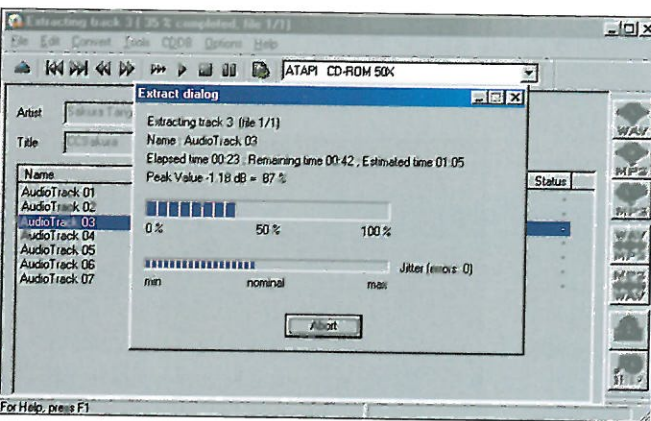 Extracting track 3 ( 35 % completed, file 1/1)
File Edit Convert Tools CDDB Options Help
ATAPI CD-ROM 50X
Extract dialog
Extracting track 3 (file 1/1)
Name : AudioTrack 03
Elapsed time 00:23 ; Remaining time 00:42 ; Estimated time 01:05
Peak Value -1.18 dB = 87 %
0 % 50 % 100 %
Jitter (errors: 0)
min nominal max
Abort
Artist Sakura Tang
Title CCSakura
Name Status
AudioTrack 01
AudioTrack 02
AudioTrack 03
AudioTrack 04
AudioTrack 05
AudioTrack 06
AudioTrack 07
WAV
MP3
MP3
WAV
MP3
MP3
WAV
For Help, press F1